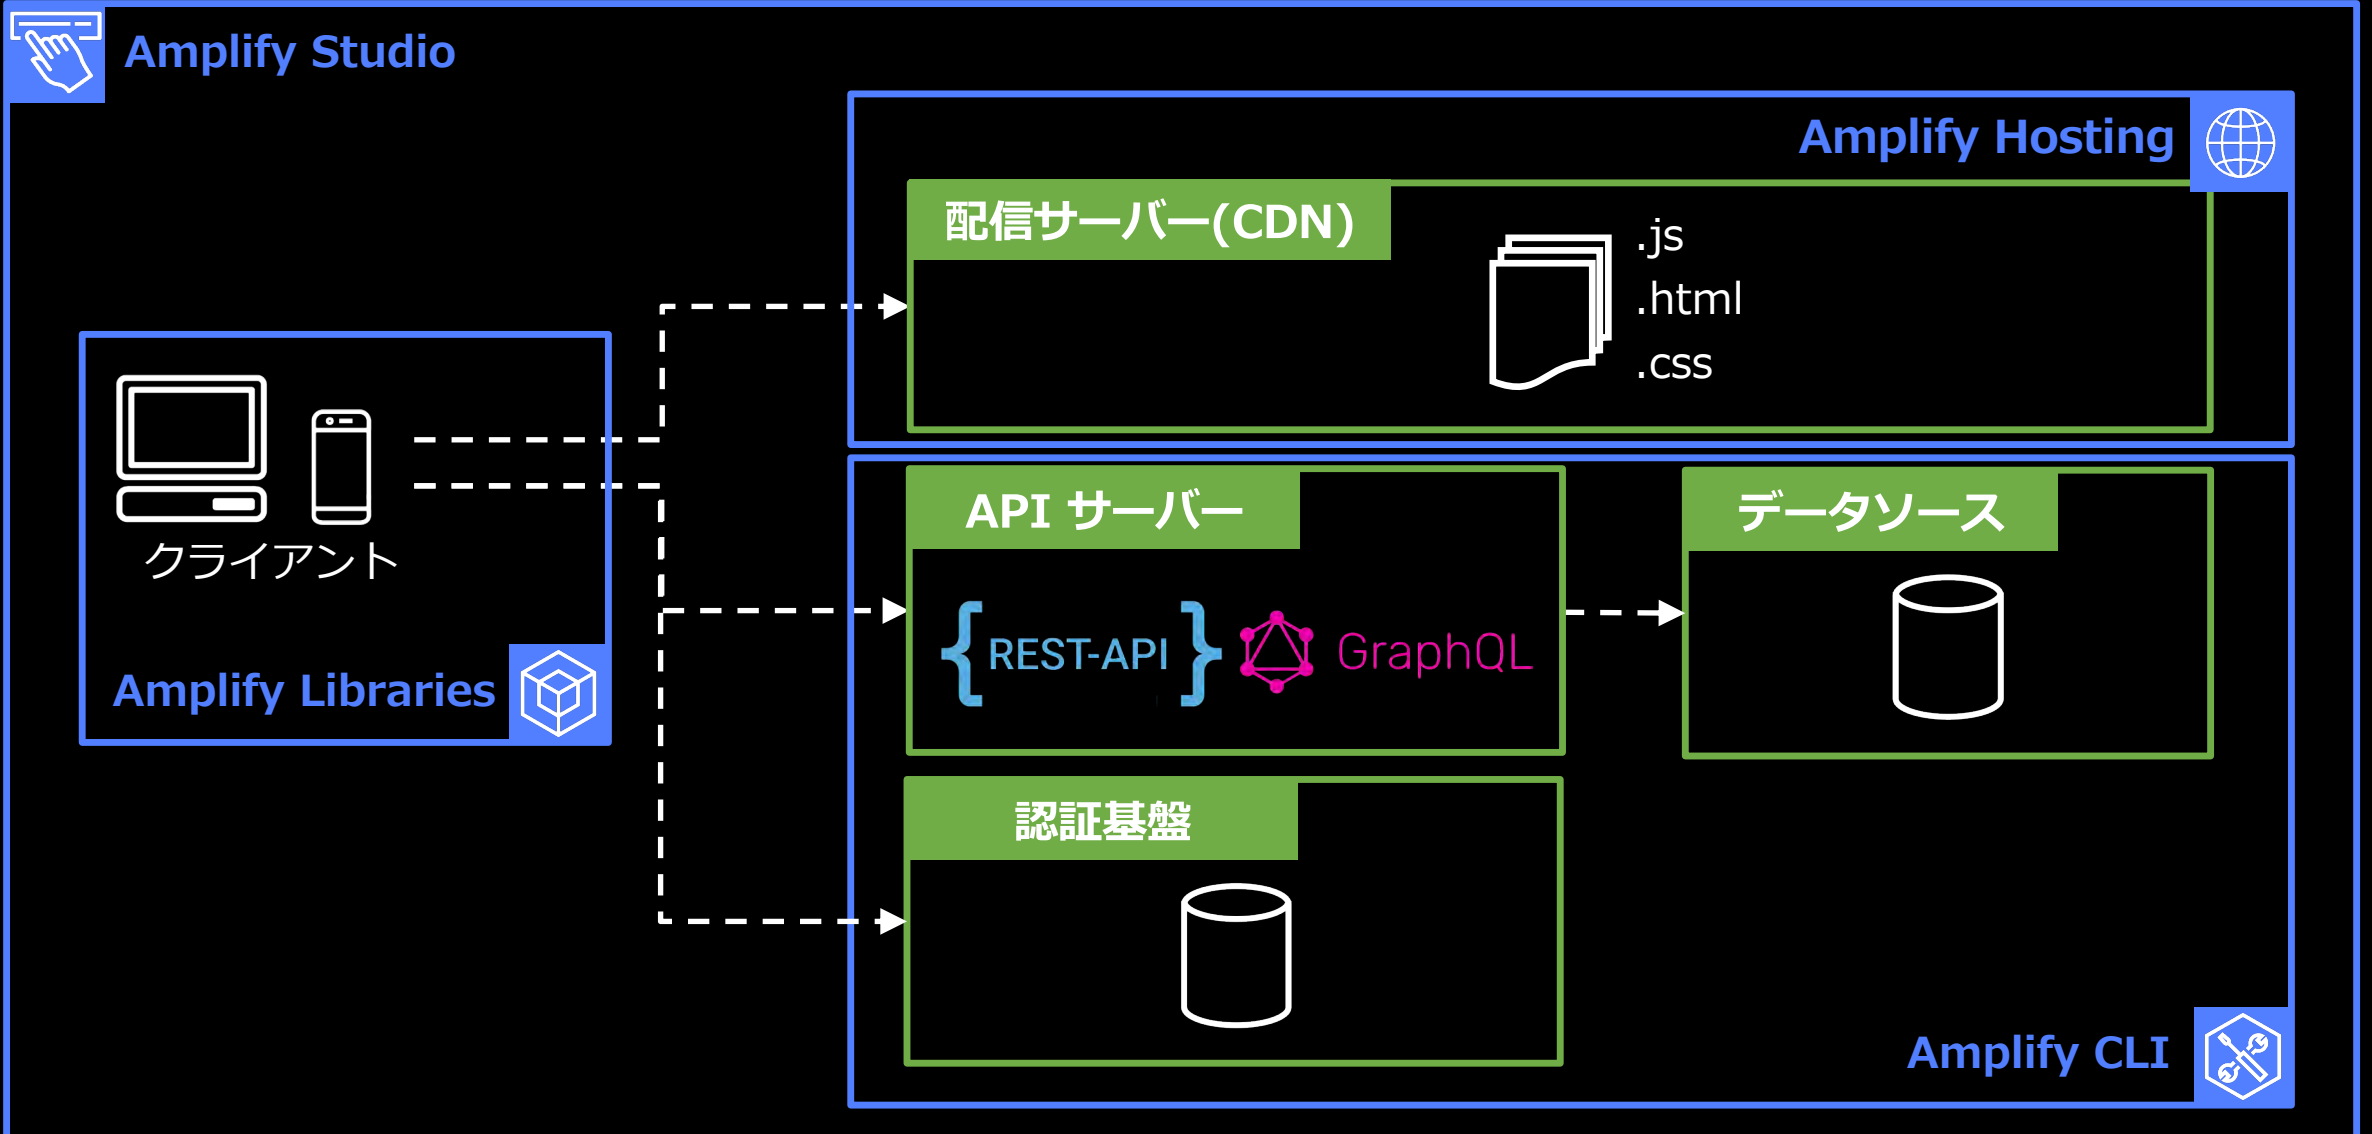 Amplify Studio
Amplify Hosting
配信サーバー(CDN)
.js
.html
.css
クライアント
Amplify Libraries
API サーバー
{REST-API}
GraphQL
データソース
認証基盤
Amplify CLI